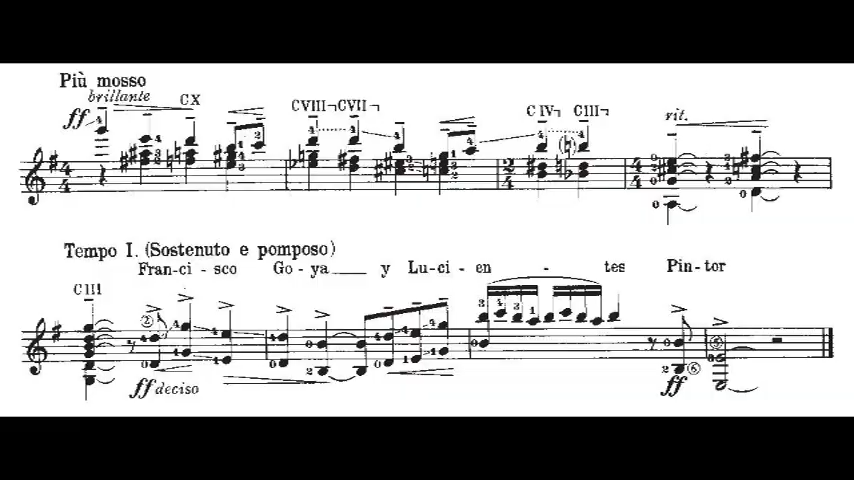 Più mosso
brillante CX CVIII CVII CIV CIII rit.
ff
Tempo I. (Sostenuto e pomposo)
Fran-ci - sco Go - ya y Lu-ci - en - tes Pin-tor
CIII
ff deciso ff